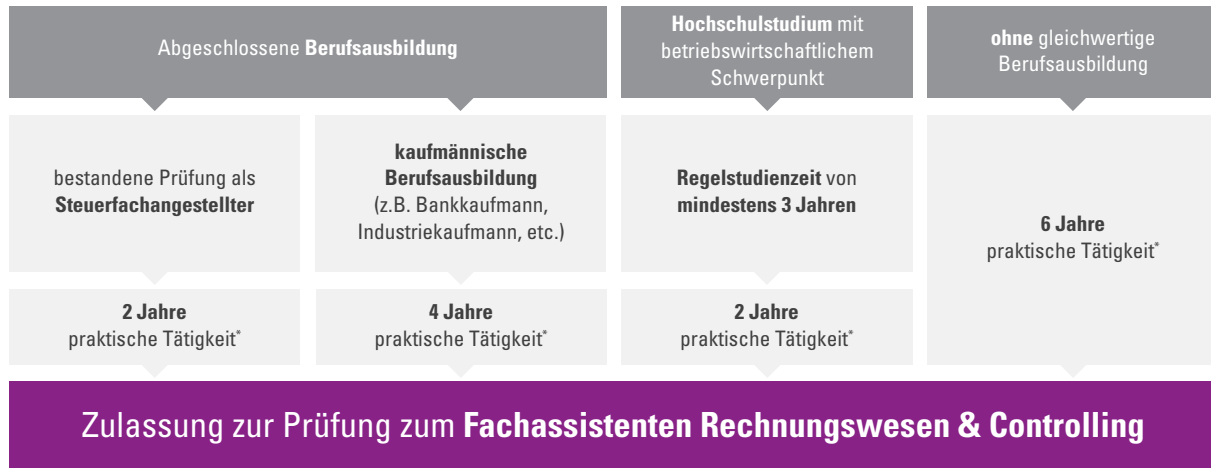 Abgeschlossene Berufsausbildung
Hochschulstudium mit
betriebswirtschaftlichem
Schwerpunkt
ohne gleichwertige
Berufsausbildung
bestandene Prüfung als
Steuerfachangestellter
kaufmännische
Berufsausbildung
(z.B. Bankkaufmann,
Industriekaufmann, etc.)
Regelstudienzeit von
mindestens 3 Jahren
6 Jahre
praktische Tätigkeit*
2 Jahre
praktische Tätigkeit*
4 Jahre
praktische Tätigkeit*
2 Jahre
praktische Tätigkeit*
Zulassung zur Prüfung zum Fachassistenten Rechnungswesen & Controlling